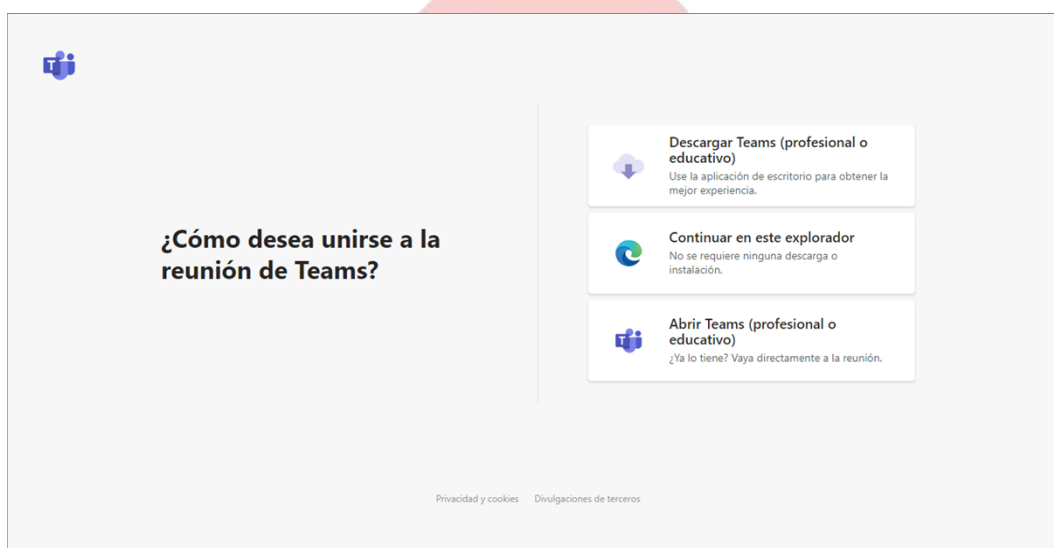 ¿Cómo desea unirse a la
reunión de Teams?
Descargar Teams (profesional o
educativo)
Use la aplicación de escritorio para obtener la
mejor experiencia.
Continuar en este explorador
No se requiere ninguna descarga o
instalación.
Abrir Teams (profesional o
educativo)
¿Ya lo tiene? Vaya directamente a la reunión.
Privacidad y cookies Divulgaciones de terceros